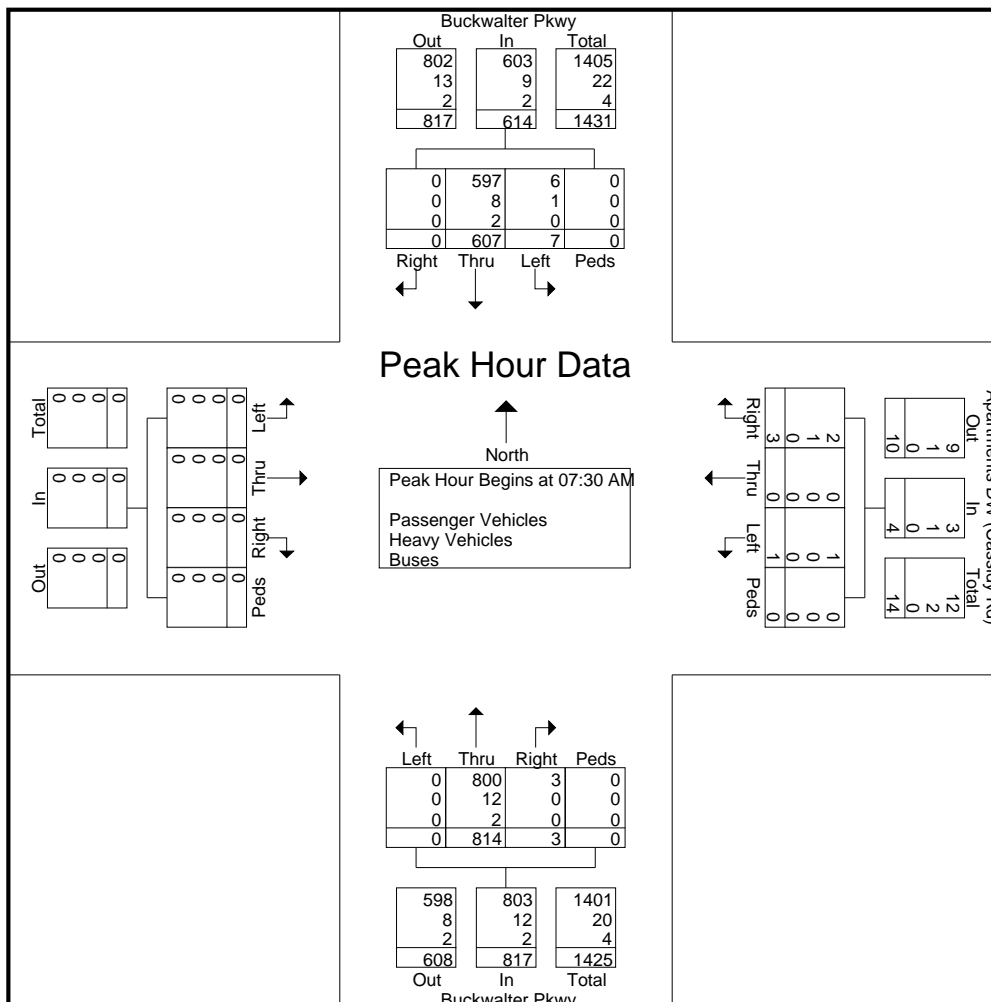 Buckwalter Pkwy
Out In Total
802 603 1405
13 9 22
2 2 4
817 614 1431
0 597 6 0
0 8 1 0
0 2 0 0
0 607 7 0
Right Thru Left Peds
Peak Hour Data
North
Peak Hour Begins at 07:30 AM
Passenger Vehicles
Heavy Vehicles
Buses
Total
0 0 0 0
In
0 0 0 0
Out
0 0 0 0
Left
0 0 0 0
Thru
0 0 0 0
Right
0 0 0 0
Peds
0 0 0 0
Right
2 1 0 3
Thru
0 0 0 0
Left
1 0 0 1
Peds
0 0 0 0
Apartments DW (Cassidy Rd)
Out
9 1 0 10
In
3 1 0 4
Total
12 2 0 14
Left Thru Right Peds
0 800 3 0
0 12 0 0
0 2 0 0
0 814 3 0
598 803 1401
8 12 20
2 2 4
608 817 1425
Out In Total
Buckwalter Pkwy